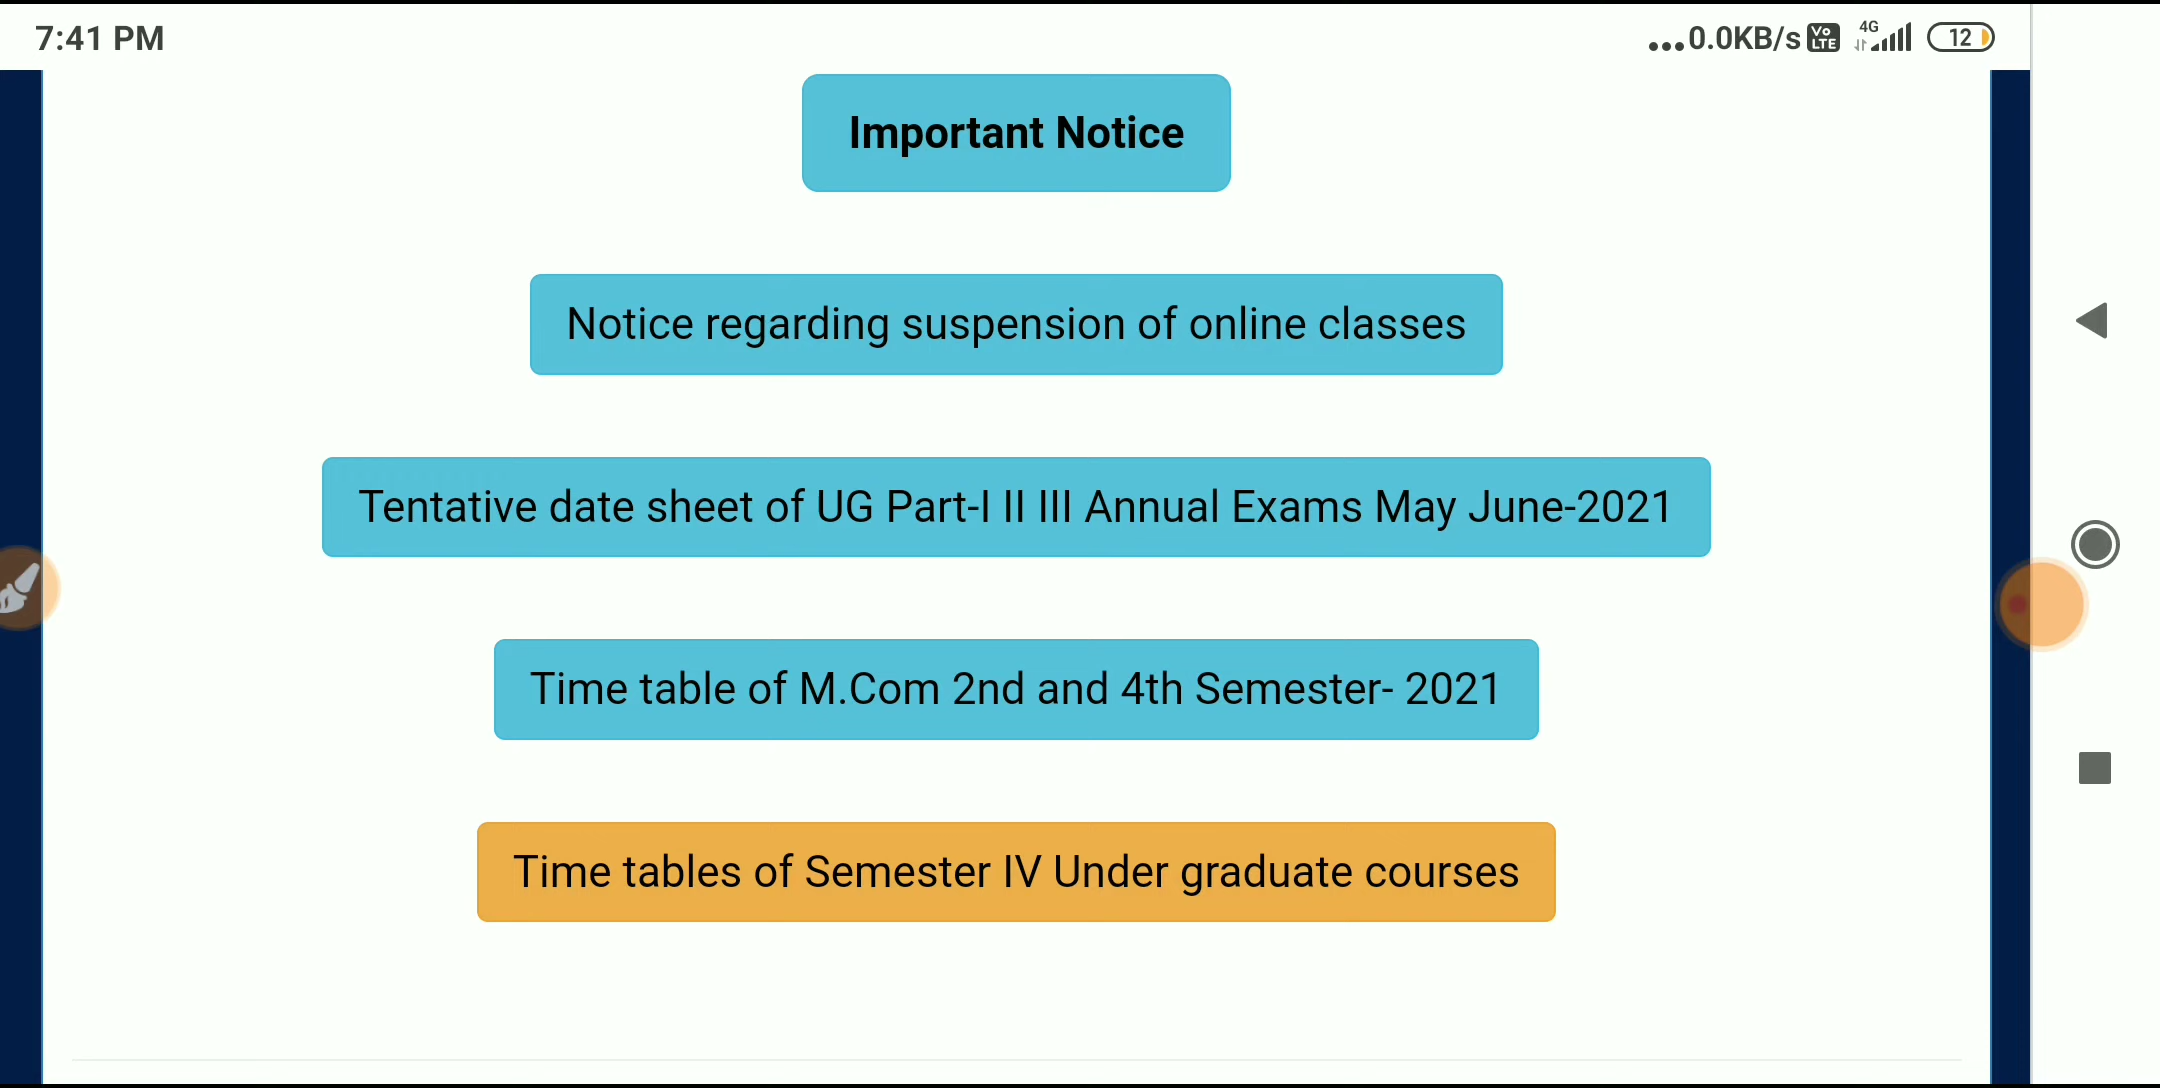 7:41 PM
...0.0KB/s Vo LTE 4G 12
Important Notice
Notice regarding suspension of online classes
Tentative date sheet of UG Part-I II III Annual Exams May June-2021
Time table of M.Com 2nd and 4th Semester- 2021
Time tables of Semester IV Under graduate courses